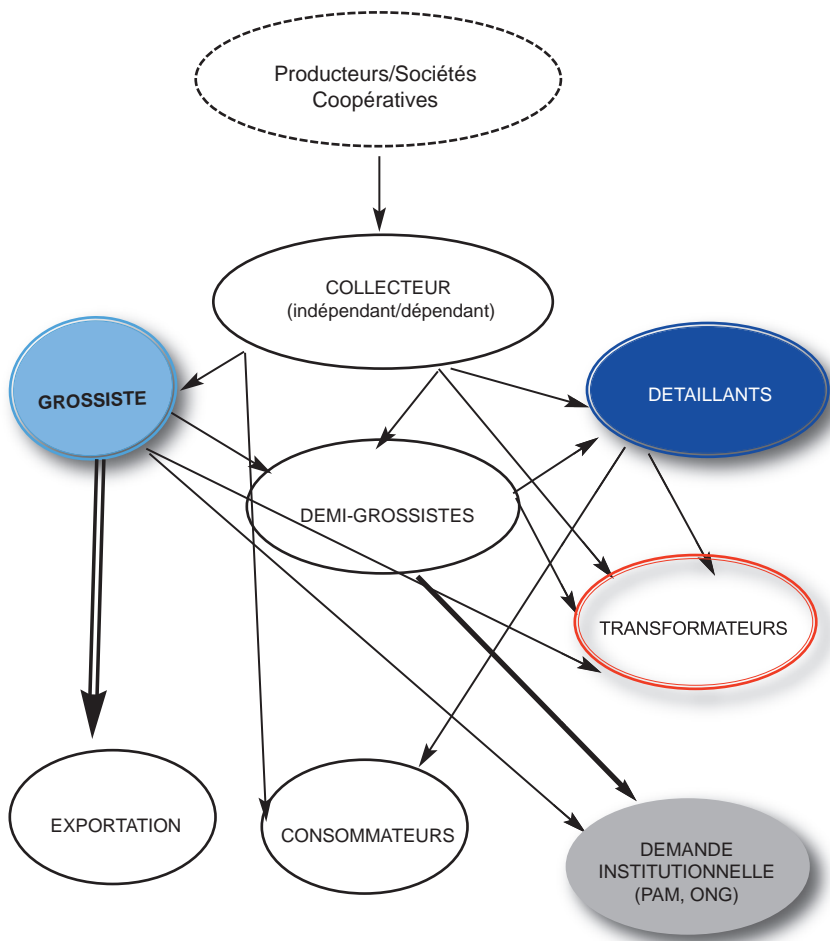 Producteurs/Sociétés
Coopératives
COLLECTEUR
(indépendant/dépendant)
GROSSISTE
DETAILLANTS
DEMI-GROSSISTES
TRANSFORMATEURS
EXPORTATION
CONSOMMATEURS
DEMANDE
INSTITUTIONNELLE
(PAM, ONG)